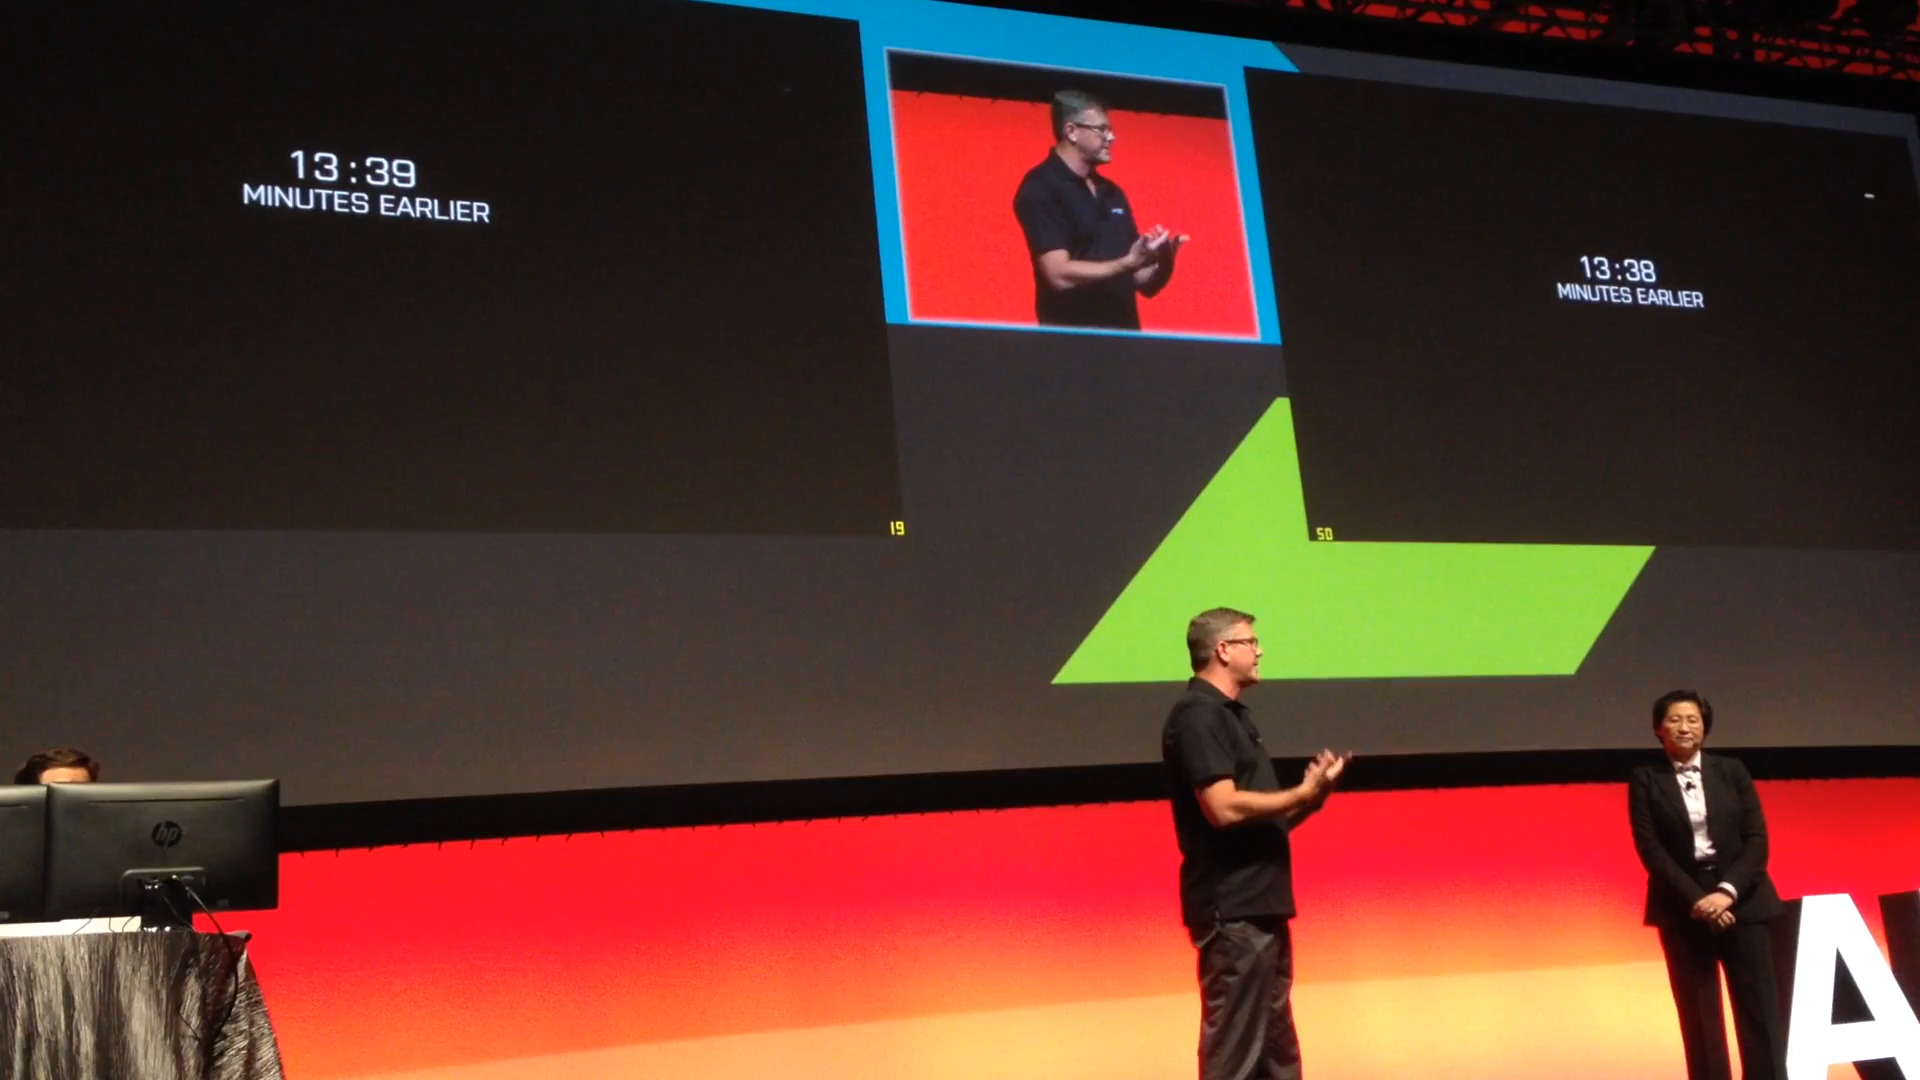 13:39
MINUTES EARLIER
13:38
MINUTES EARLIER
19
50
hp
A